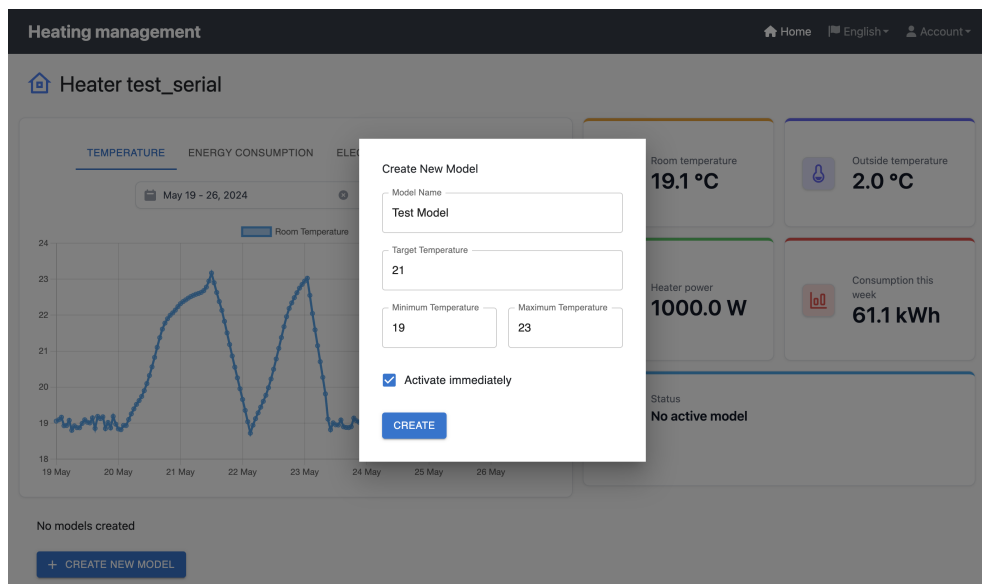 Heating management
Home
English
Account
Heater test_serial
TEMPERATURE
ENERGY CONSUMPTION
May 19 - 26, 2024
Room Temperature
24
23
22
21
20
19
18
19 May
20 May
21 May
22 May
23 May
24 May
25 May
26 May
Create New Model
Model Name
Test Model
Target Temperature
21
Minimum Temperature
19
Maximum Temperature
23
Activate immediately
CREATE
Room temperature
19.1 °C
Outside temperature
2.0 °C
Heater power
1000.0 W
Consumption this
week
61.1 kWh
Status
No active model
No models created
+ CREATE NEW MODEL